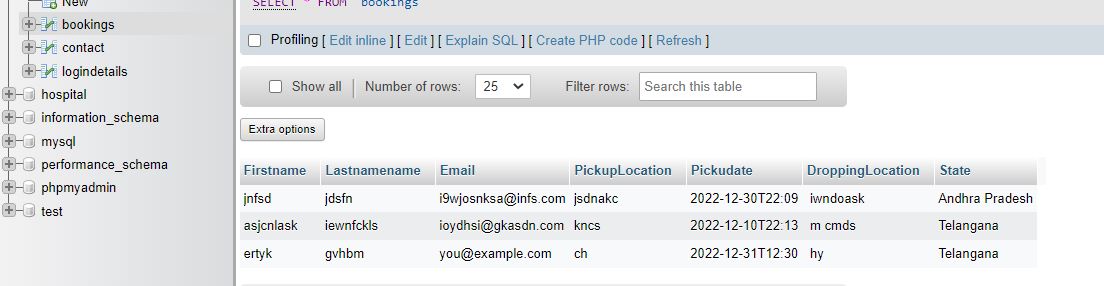 New
bookings
contact
logindetails
hospital
information_schema
mysql
performance_schema
phpmyadmin
test
SELECT * FROM `bookings`
Profiling [ Edit inline ] [ Edit ] [ Explain SQL ] [ Create PHP code ] [ Refresh ]
Show all Number of rows: 25 Filter rows: Search this table
Extra options
Firstname Lastnamename Email PickupLocation Pickudate DroppingLocation State
jnfsd jdsfn i9wjosnksa@infs.com jsdnakc 2022-12-30T22:09 iwndoask Andhra Pradesh
asjcnlask iewnfckls ioydhsi@gkasdn.com kncs 2022-12-10T22:13 m cmds Telangana
ertyk gvhbm you@example.com ch 2022-12-31T12:30 hy Telangana